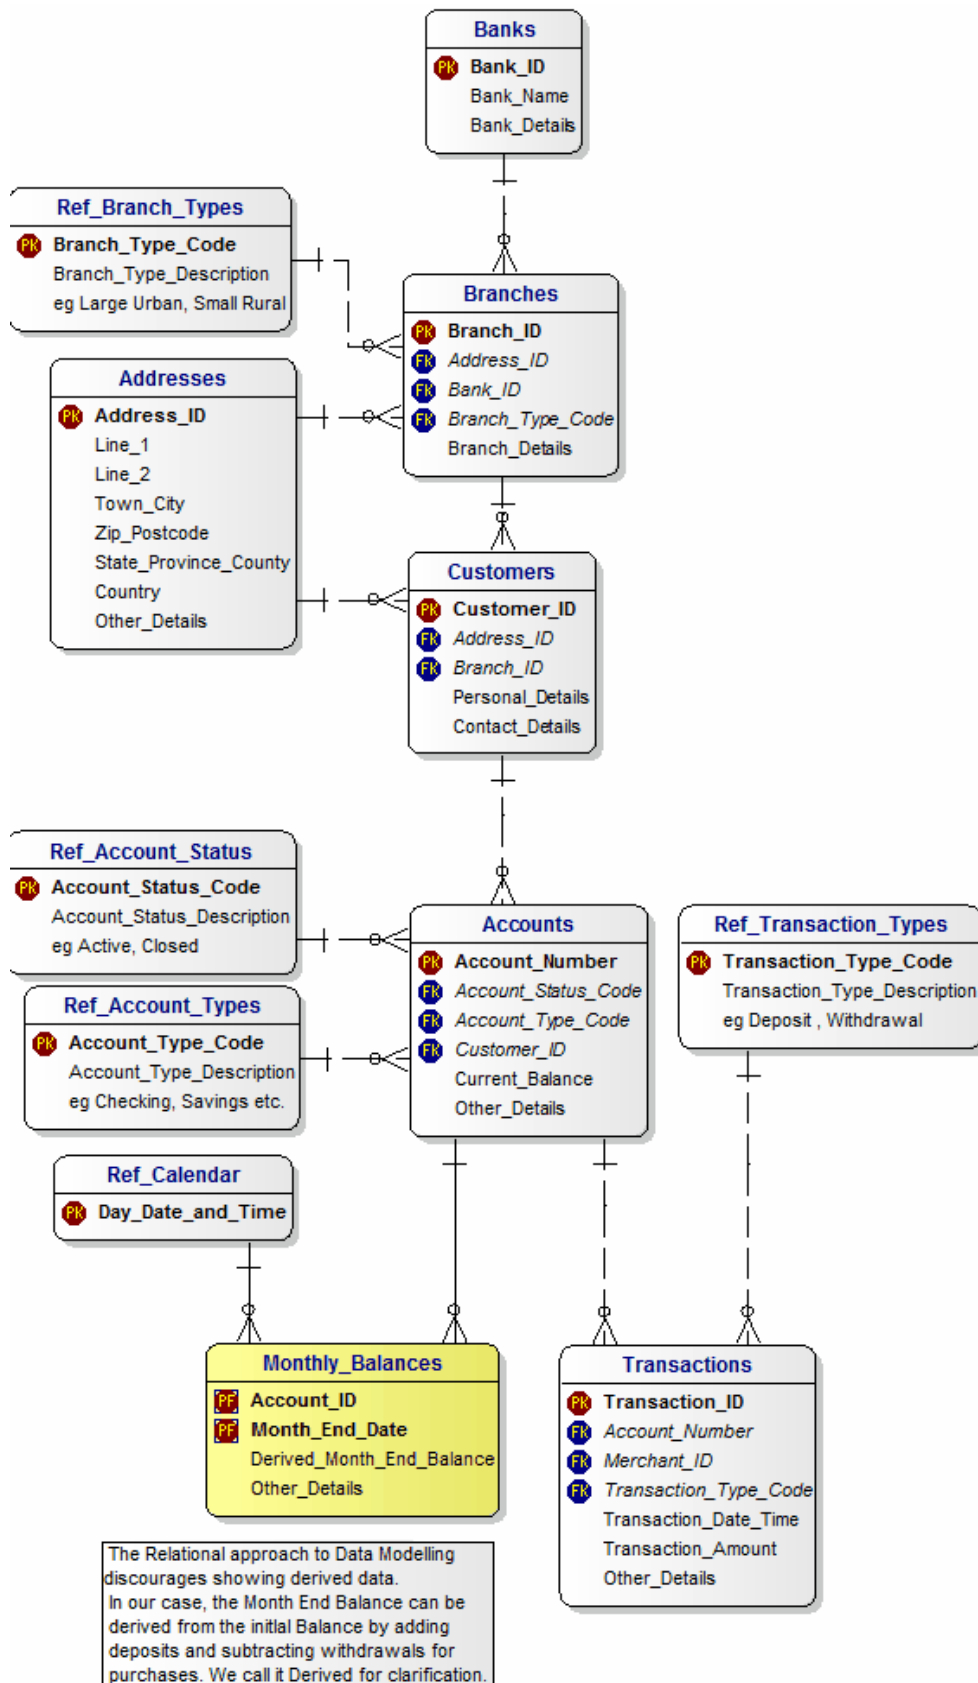 Banks
PK Bank_ID
Bank_Name
Bank_Details
Ref_Branch_Types
PK Branch_Type_Code
Branch_Type_Description
eg Large Urban, Small Rural
Branches
PK Branch_ID
FK Address_ID
FK Bank_ID
FK Branch_Type_Code
Branch_Details
Addresses
PK Address_ID
Line_1
Line_2
Town_City
Zip_Postcode
State_Province_County
Country
Other_Details
Customers
PK Customer_ID
FK Address_ID
FK Branch_ID
Personal_Details
Contact_Details
Ref_Account_Status
PK Account_Status_Code
Account_Status_Description
eg Active, Closed
Accounts
PK Account_Number
FK Account_Status_Code
FK Account_Type_Code
FK Customer_ID
Current_Balance
Other_Details
Ref_Transaction_Types
PK Transaction_Type_Code
Transaction_Type_Description
eg Deposit , Withdrawal
Ref_Account_Types
PK Account_Type_Code
Account_Type_Description
eg Checking, Savings etc.
Ref_Calendar
PK Day_Date_and_Time
Monthly_Balances
PF Account_ID
PF Month_End_Date
Derived_Month_End_Balance
Other_Details
Transactions
PK Transaction_ID
FK Account_Number
FK Merchant_ID
FK Transaction_Type_Code
Transaction_Date_Time
Transaction_Amount
Other_Details
The Relational approach to Data Modelling
discourages showing derived data.
In our case, the Month End Balance can be
derived from the initlal Balance by adding
deposits and subtracting withdrawals for
purchases. We call it Derived for clarification.